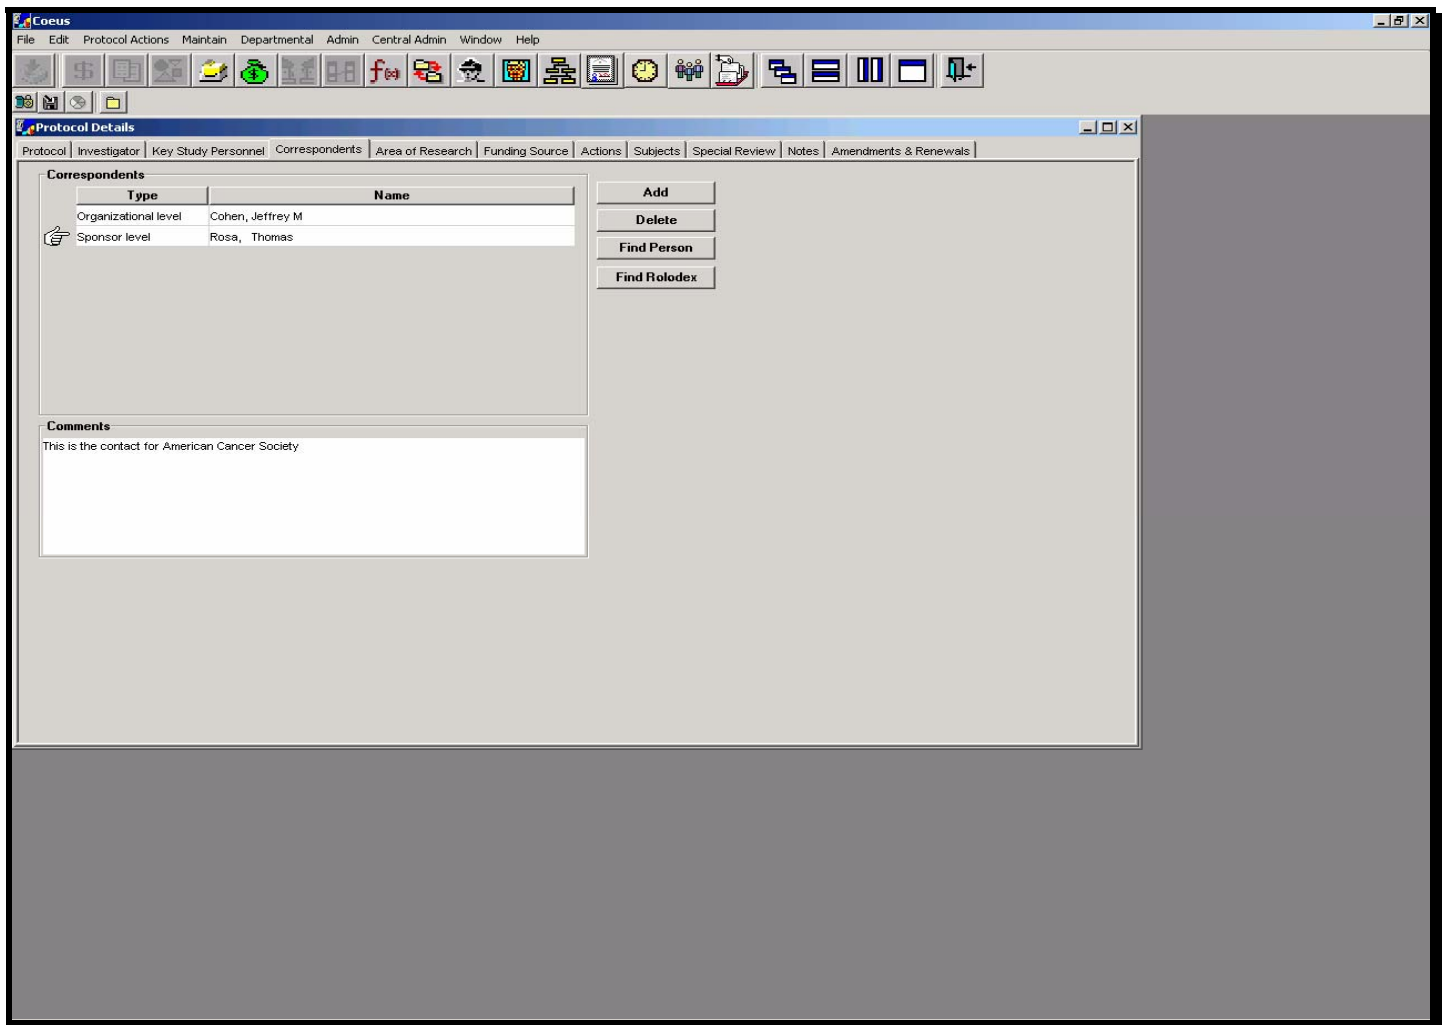 Coeus
File Edit Protocol Actions Maintain Departmental Admin Central Admin Window Help
Protocol Details
Protocol Investigator Key Study Personnel Correspondents Area of Research Funding Source Actions Subjects Special Review Notes Amendments & Renewals
Correspondents
Type Name
Organizational level Cohen, Jeffrey M
Sponsor level Rosa, Thomas
Add
Delete
Find Person
Find Rolodex
Comments
This is the contact for American Cancer Society